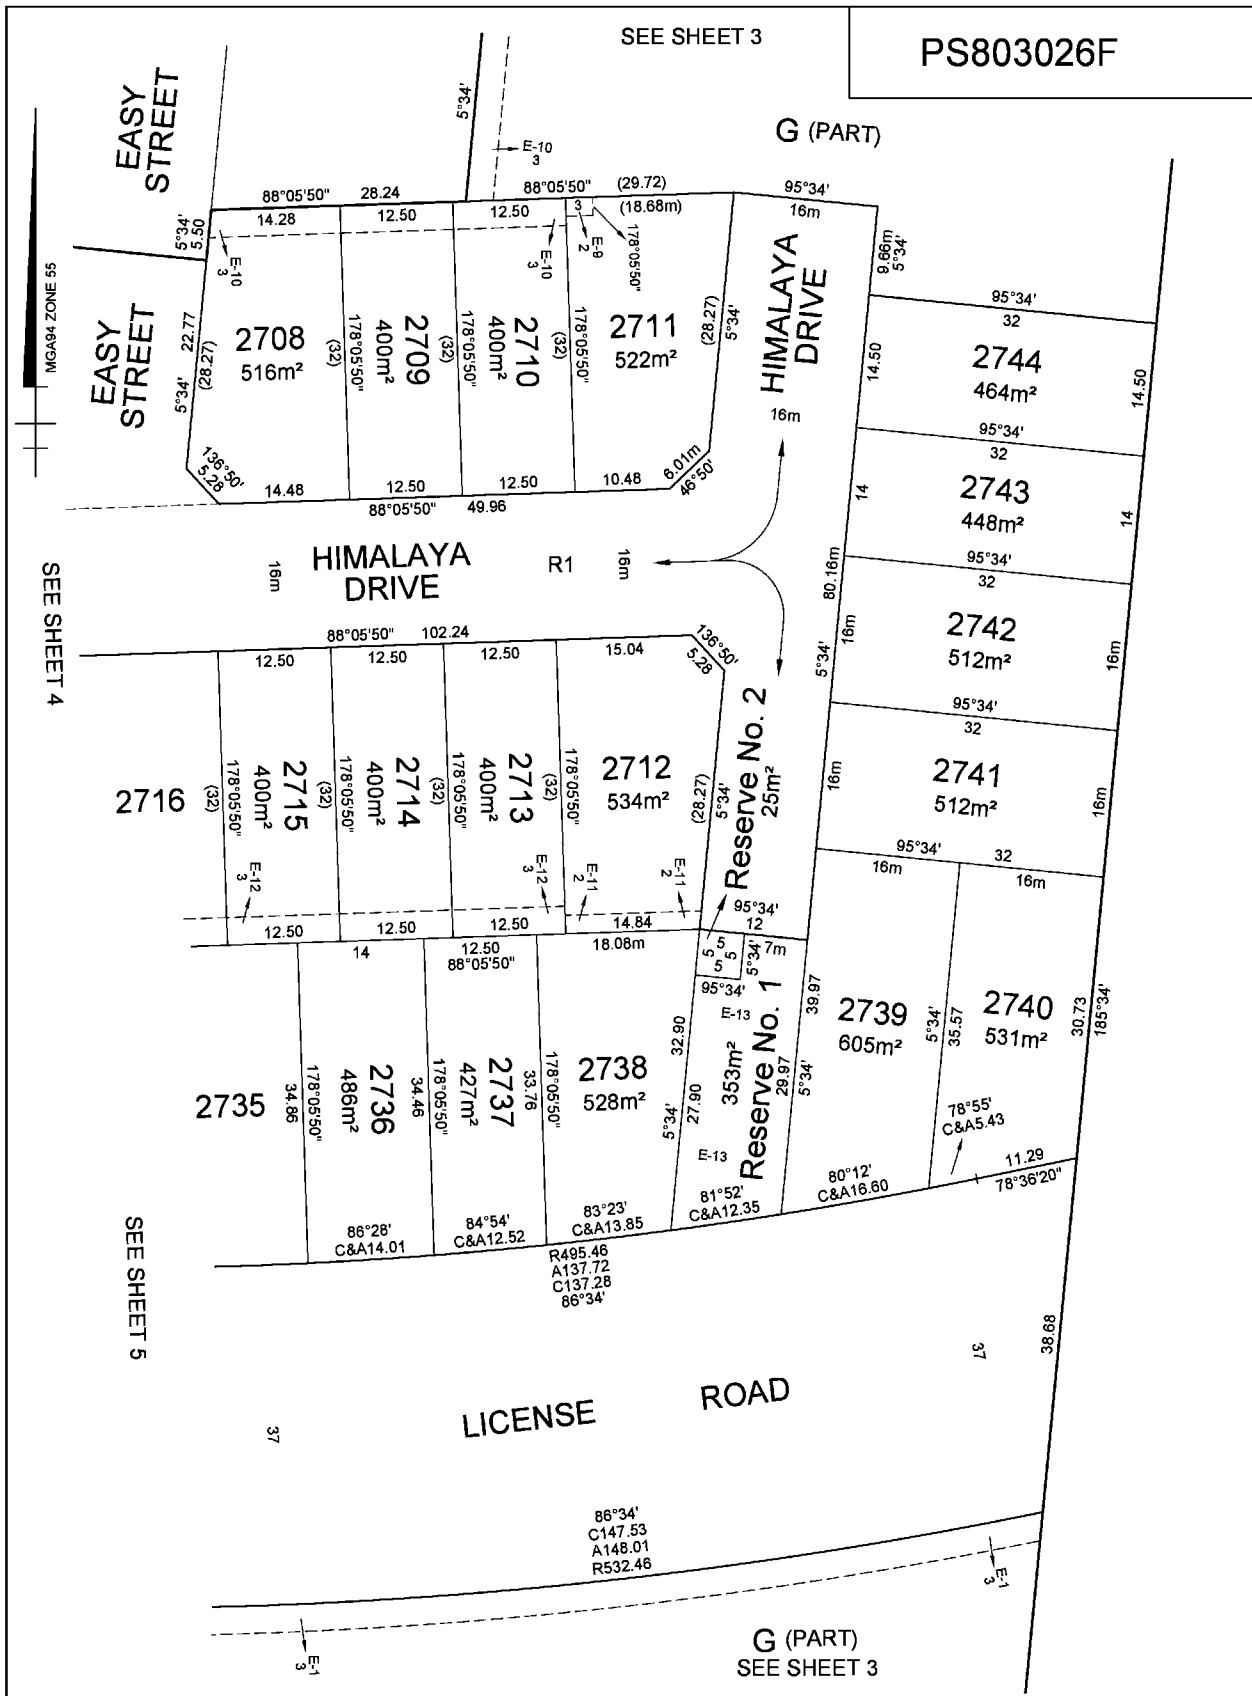 SEE SHEET 3
PS803026F
EASY
STREET
5°34'
E-10
3
G (PART)
88°05'50"
28.24
88°05'50"
(29.72)
95°34'
5°34'
5.50
14.28
12.50
12.50
3
(18.68m)
16m
E-10
3
E-10
3
E-9
2
178°05'50"
9.66m
5°34'
MGA94 ZONE 55
EASY
STREET
22.77
5°34'
(28.27)
2708
516m²
(32)
178°05'50"
2709
400m²
(32)
178°05'50"
2710
400m²
(32)
178°05'50"
2711
522m²
(28.27)
5°34'
HIMALAYA
DRIVE
16m
95°34'
32
14.50
2744
464m²
14.50
95°34'
32
136°50'
5.28
14.48
12.50
12.50
10.48
6.01m
46°50'
88°05'50"
49.96
14
2743
448m²
14
95°34'
32
16m
HIMALAYA
DRIVE
R1
16m
80.16m
5°34'
16m
2742
512m²
16m
SEE SHEET 4
88°05'50"
102.24
12.50
12.50
12.50
15.04
136°50'
5.28
95°34'
32
2716
(32)
178°05'50"
2715
400m²
(32)
178°05'50"
2714
400m²
(32)
178°05'50"
2713
400m²
(32)
178°05'50"
2712
534m²
(28.27)
5°34'
Reserve No. 2
25m²
16m
2741
512m²
16m
95°34'
32
16m
16m
E-12
3
E-12
3
E-11
2
E-11
2
12.50
12.50
12.50
14.84
95°34'
12
14
12.50
88°05'50"
18.08m
5
5
5
5
5°34'
7m
95°34'
2735
34.86
178°05'50"
2736
486m²
34.46
178°05'50"
2737
427m²
33.76
178°05'50"
2738
528m²
32.90
5°34'
27.90
E-13
353m²
Reserve No. 1
E-13
39.97
29.97
5°34'
2739
605m²
5°34'
35.57
2740
531m²
30.73
185°34'
78°55'
C&A5.43
11.29
78°36'20"
80°12'
C&A16.60
81°52'
C&A12.35
83°23'
C&A13.85
84°54'
C&A12.52
86°28'
C&A14.01
R495.46
A137.72
C137.28
86°34'
SEE SHEET 5
38.68
37
37
LICENSE ROAD
86°34'
C147.53
A148.01
R532.46
E-1
3
E-1
3
G (PART)
SEE SHEET 3